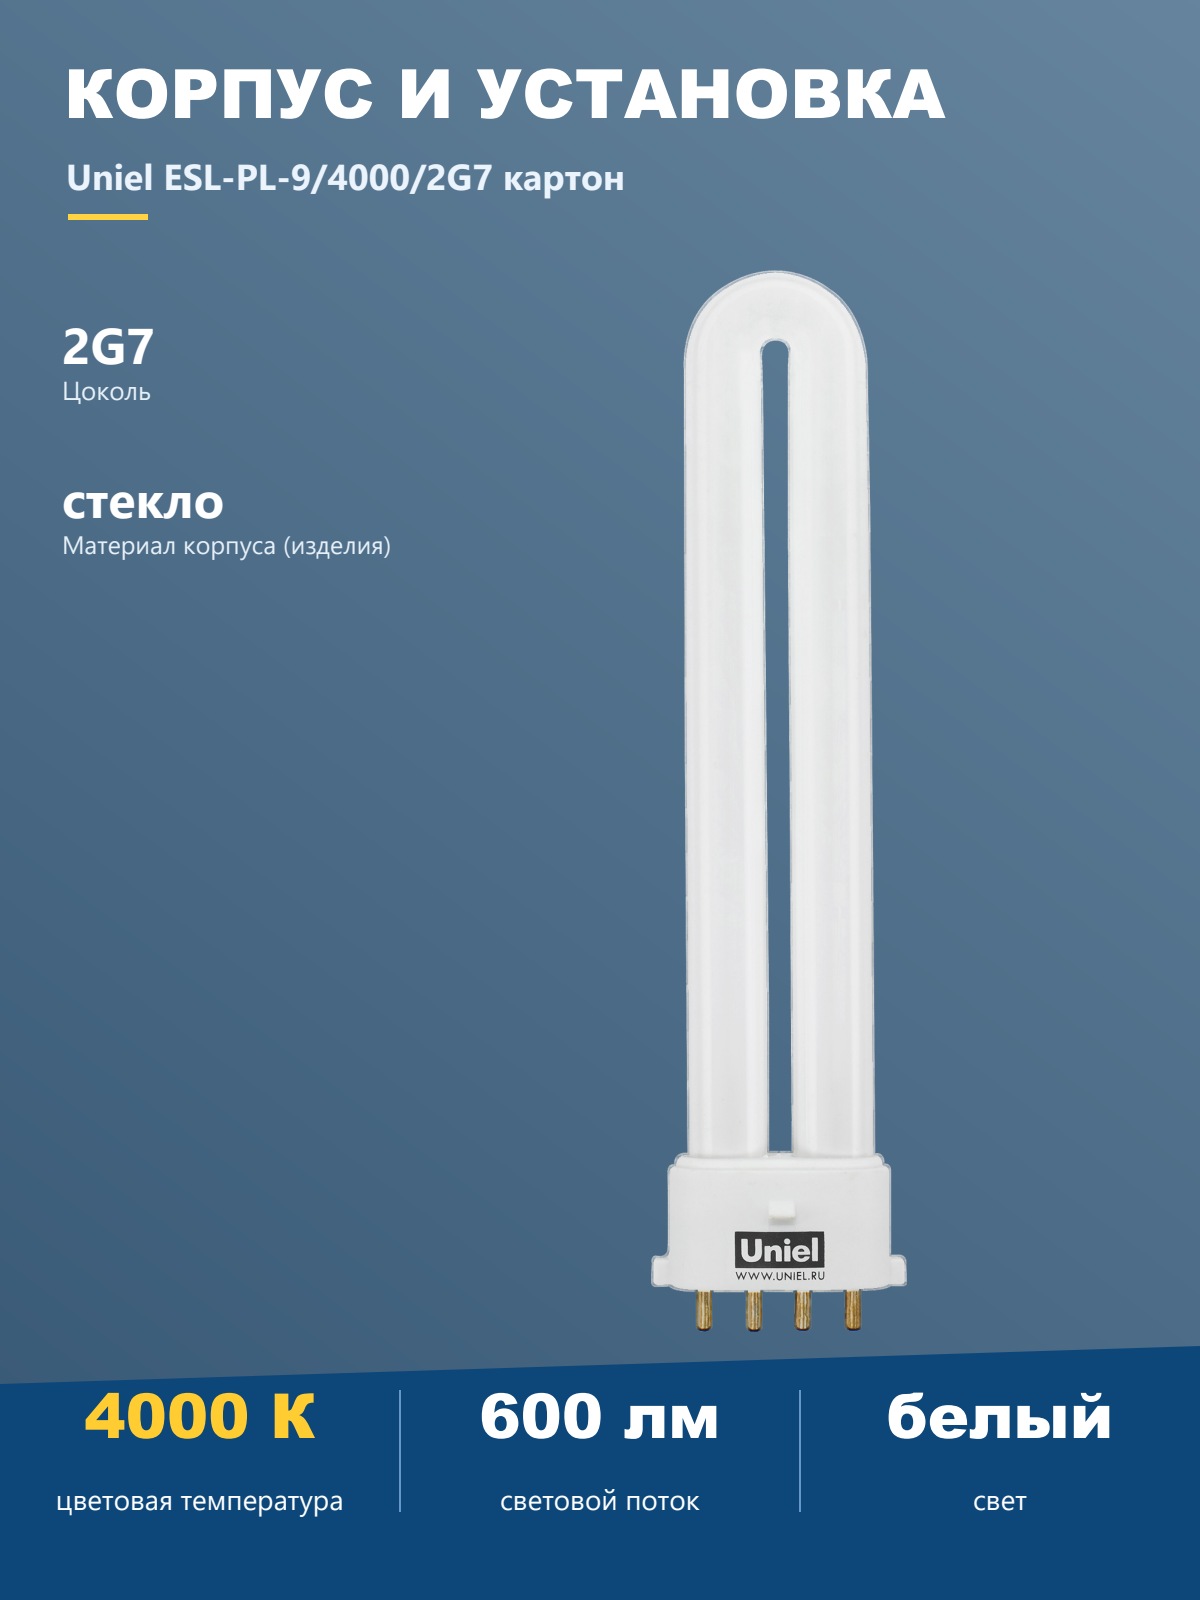 КОРПУС И УСТАНОВКА
Uniel ESL-PL-9/4000/2G7 картон
2G7
Цоколь
стекло
Материал корпуса (изделия)
Uniel
WWW.UNIEL.RU
4000 К
цветовая температура
600 лм
световой поток
белый
свет